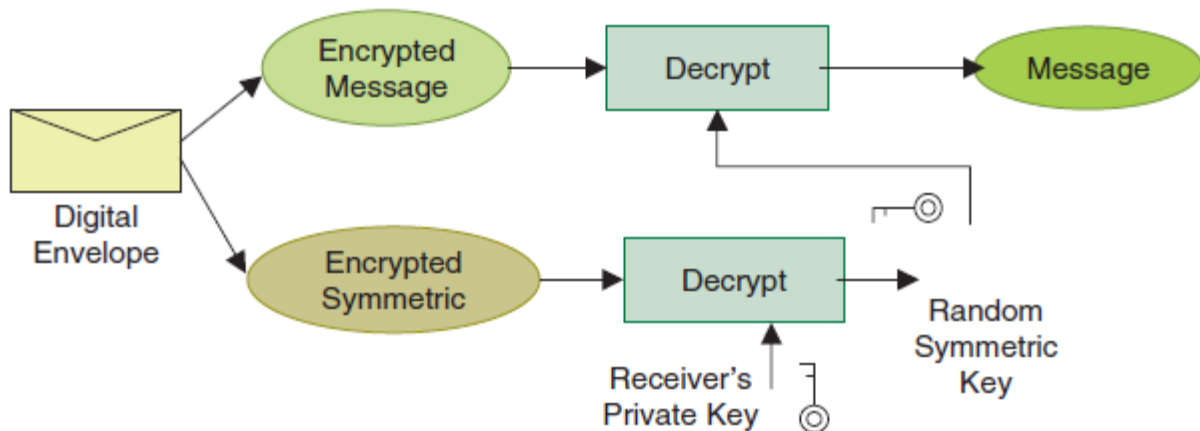 Encrypted
Message
Decrypt
Message
Digital
Envelope
Encrypted
Symmetric
Decrypt
Random
Symmetric
Key
Receiver's
Private Key